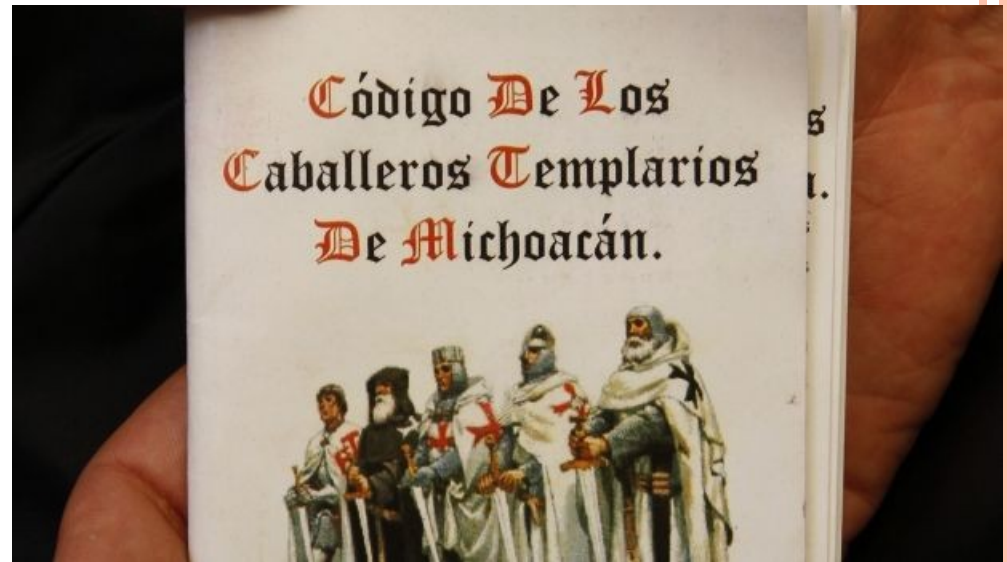 Código De Los
Caballeros Templarios
De Michoacán.
s
a.